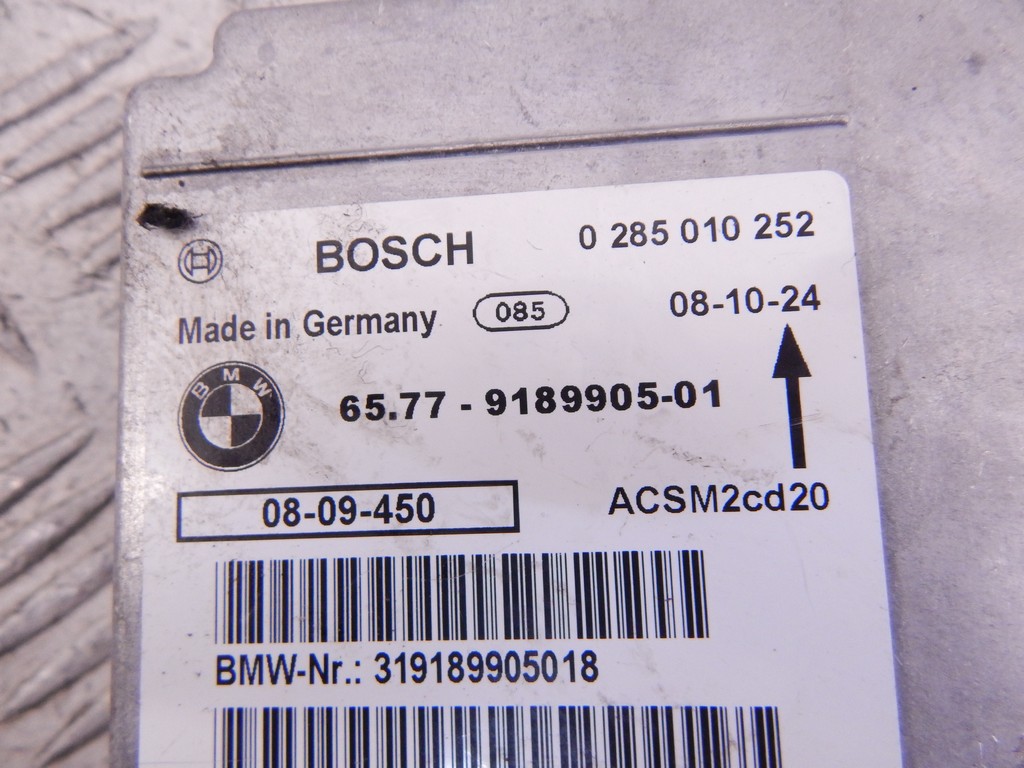 BOSCH 0 285 010 252
Made in Germany 085 08-10-24
BMW
65.77 - 9189905-01
08-09-450 ACSM2cd20
BMW-Nr.: 319189905018